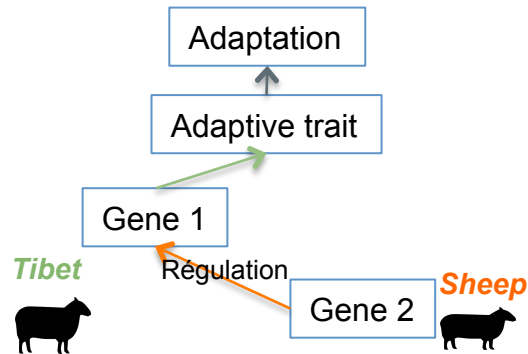 Adaptation
Adaptive trait
Gene 1
Tibet
Régulation
Sheep
Gene 2